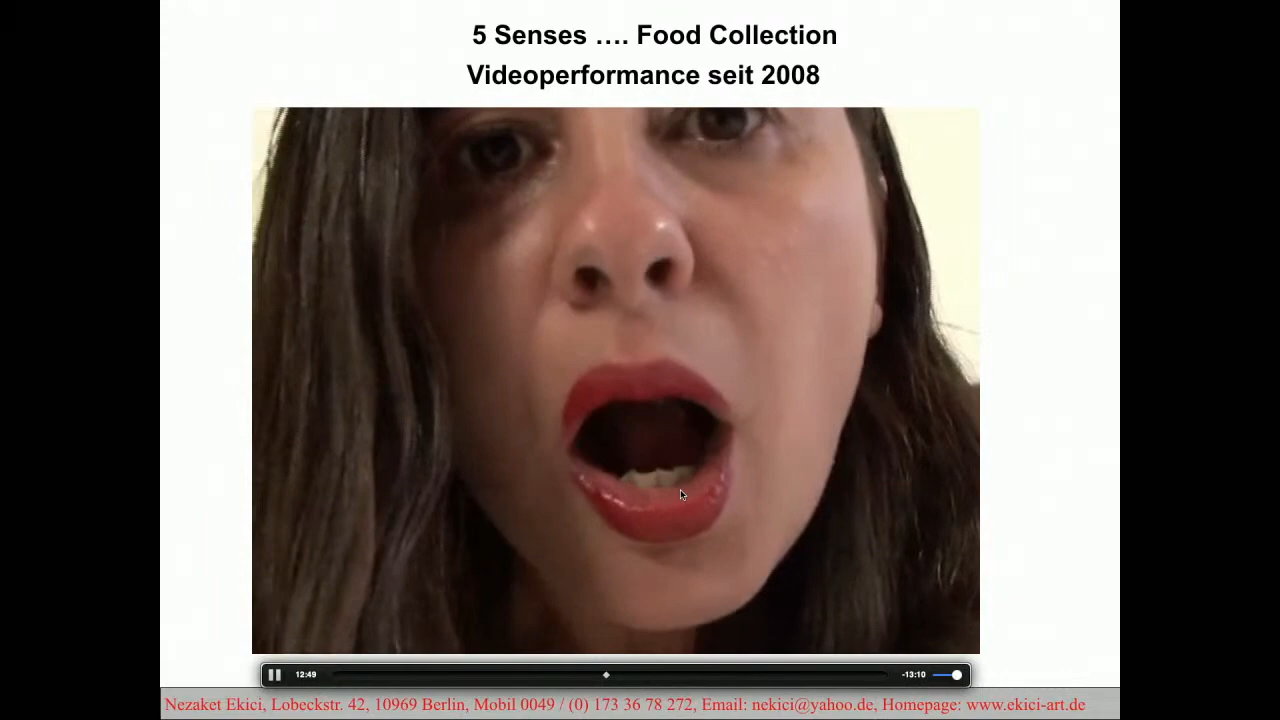 5 Senses …. Food Collection
Videoperformance seit 2008
12:49
-13:10
Nezaket Ekici, Lobeckstr. 42, 10969 Berlin, Mobil 0049 / (0) 173 36 78 272, Email: nekici@yahoo.de, Homepage: www.ekici-art.de